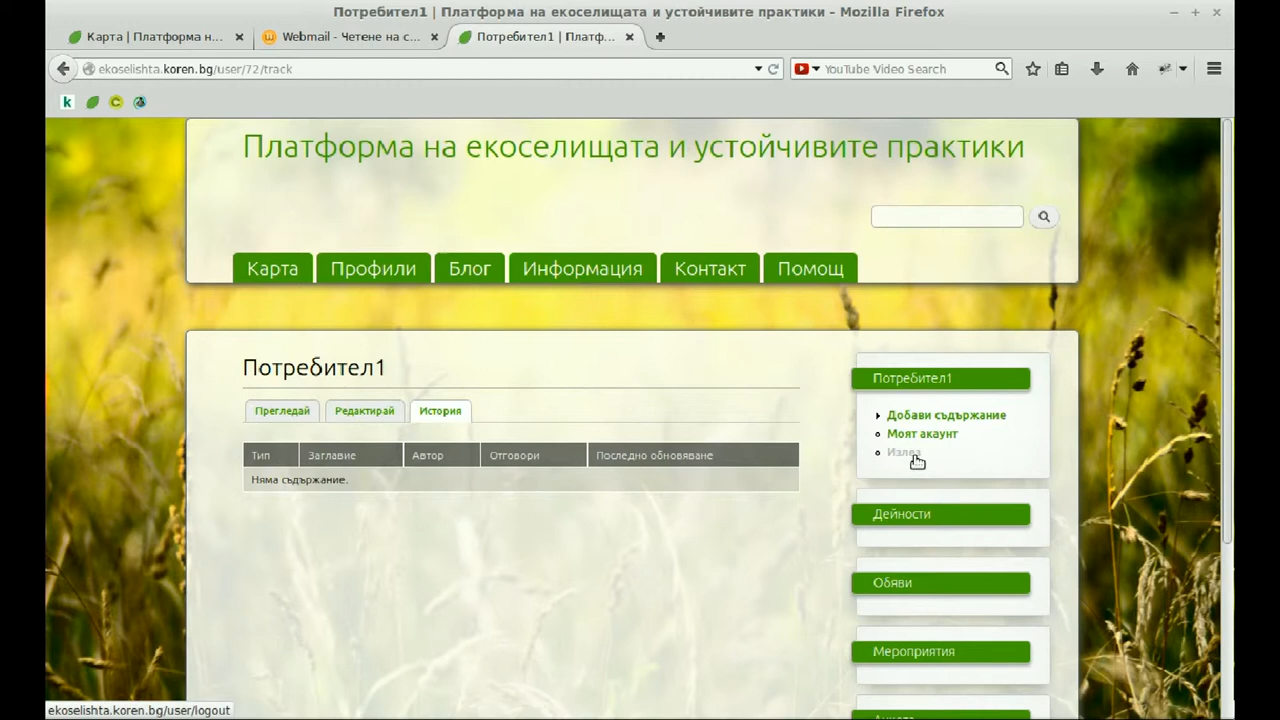 Потребител1 | Платформа на екоселищата и устойчивите практики - Mozilla Firefox
Карта | Платформа н...
Webmail - Четене на с...
Потребител1 | Платф...
ekoselishta.koren.bg/user/72/track
YouTube Video Search
Платформа на екоселищата и устойчивите практики
Карта Профили Блог Информация Контакт Помощ
Потребител1
Прегледай Редактирай История
Тип Заглавие Автор Отговори Последно обновяване
Няма съдържание.
Потребител1
Добави съдържание
Моят акаунт
Излез
Дейности
Обяви
Мероприятия
ekoselishta.koren.bg/user/logout